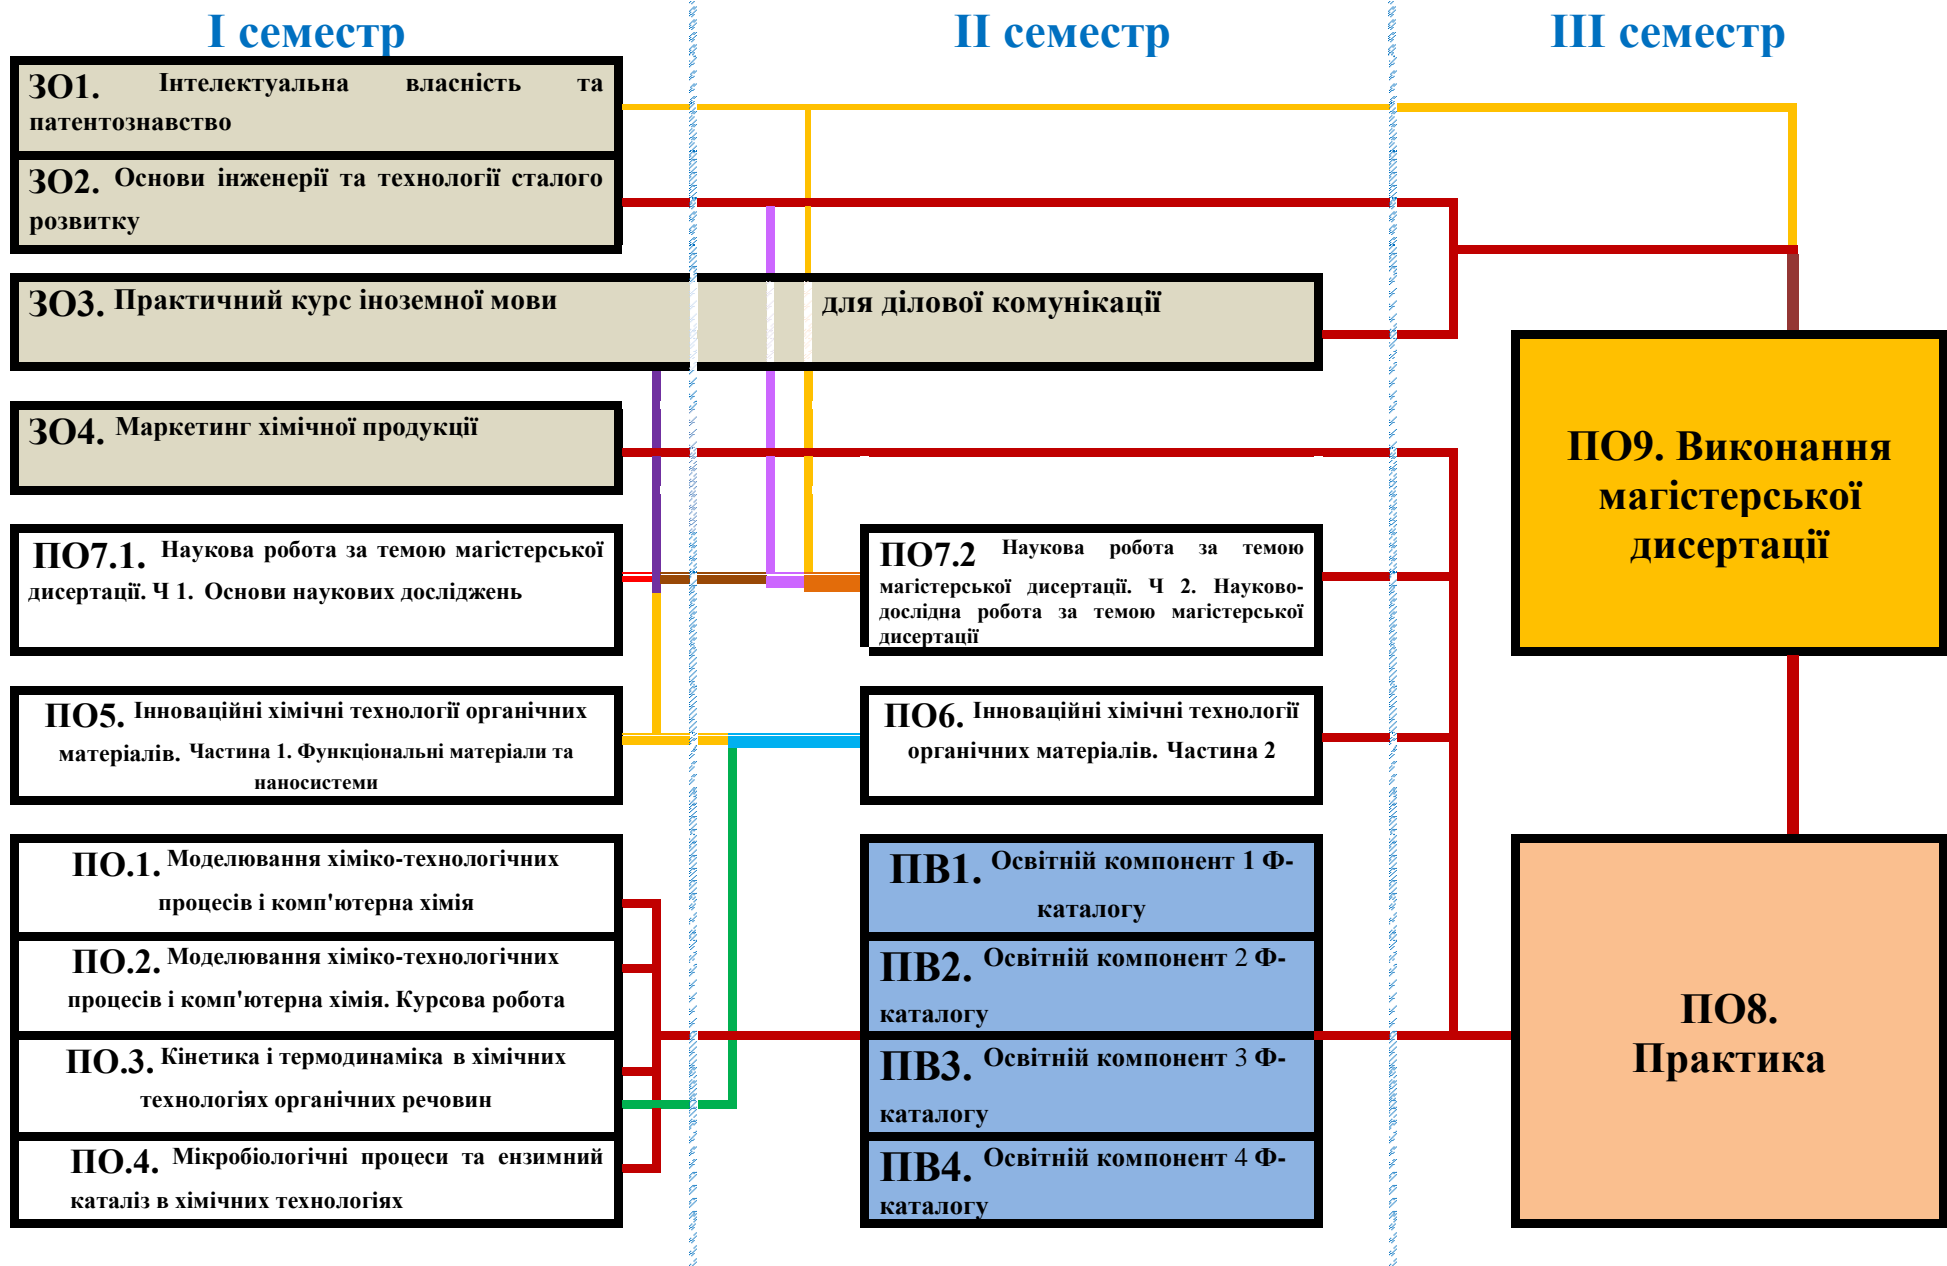 І семестр
ІІ семестр
ІІІ семестр
ЗО1. Інтелектуальна власність та
патентознавство
ЗО2. Основи інженерії та технології сталого
розвитку
ЗО3. Практичний курс іноземної мови для ділової комунікації
ЗО4. Маркетинг хімічної продукції
ПО7.1. Наукова робота за темою магістерської
дисертації. Ч 1. Основи наукових досліджень
ПО5. Інноваційні хімічні технології органічних
матеріалів. Частина 1. Функціональні матеріали та
наносистеми
ПО.1. Моделювання хіміко-технологічних
процесів і комп'ютерна хімія
ПО.2. Моделювання хіміко-технологічних
процесів і комп'ютерна хімія. Курсова робота
ПО.3. Кінетика і термодинаміка в хімічних
технологіях органічних речовин
ПО.4. Мікробіологічні процеси та ензимний
каталіз в хімічних технологіях
ПО7.2 Наукова робота за темою
магістерської дисертації. Ч 2. Науково-
дослідна робота за темою магістерської
дисертації
ПО6. Інноваційні хімічні технології
органічних матеріалів. Частина 2
ПВ1. Освітній компонент 1 Ф-
каталогу
ПВ2. Освітній компонент 2 Ф-
каталогу
ПВ3. Освітній компонент 3 Ф-
каталогу
ПВ4. Освітній компонент 4 Ф-
каталогу
ПО9. Виконання
магістерської
дисертації
ПО8.
Практика